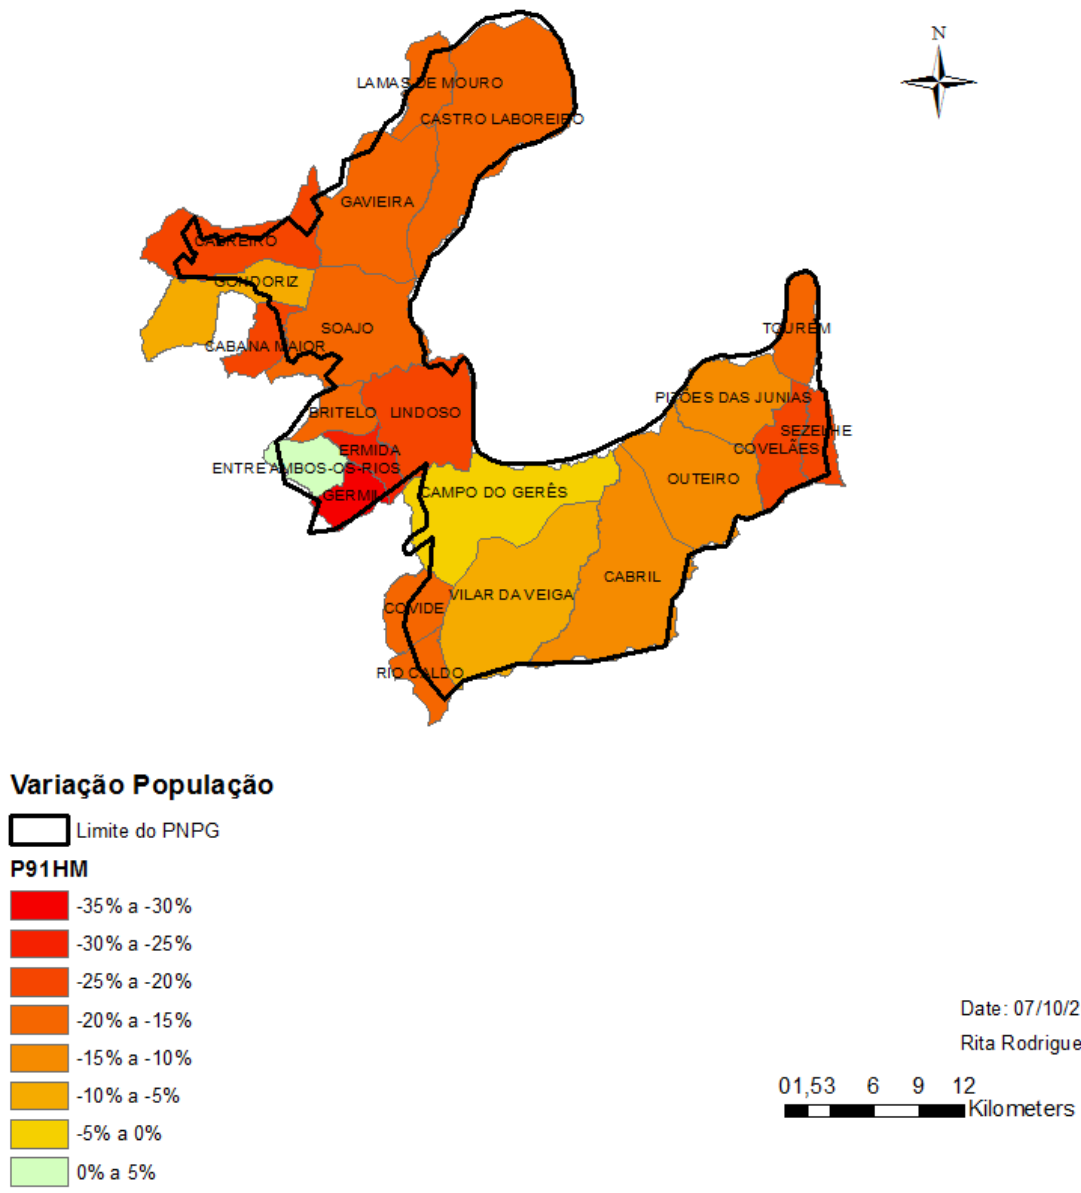 N
LAMAS DE MOURO
CASTRO LABOREIRO
GAVIEIRA
CABREIRO
GONDORIZ
SOAJO
TOURÉM
CABANA MAIOR
PITÕES DAS JUNIAS
BRITELO
LINDOSO
SEZELHE
COVELÃES
ERMIDA
ENTRE AMBOS-OS-RIOS
OUTEIRO
GERMIL
CAMPO DO GERÊS
CABRIL
VILAR DA VEIGA
COVIDE
RIO CALDO
Variação População
Limite do PNPG
P91HM
-35% a -30%
-30% a -25%
-25% a -20%
-20% a -15%
-15% a -10%
-10% a -5%
-5% a 0%
0% a 5%
Date: 07/10/2
Rita Rodrigue
01,53 6 9 12
Kilometers